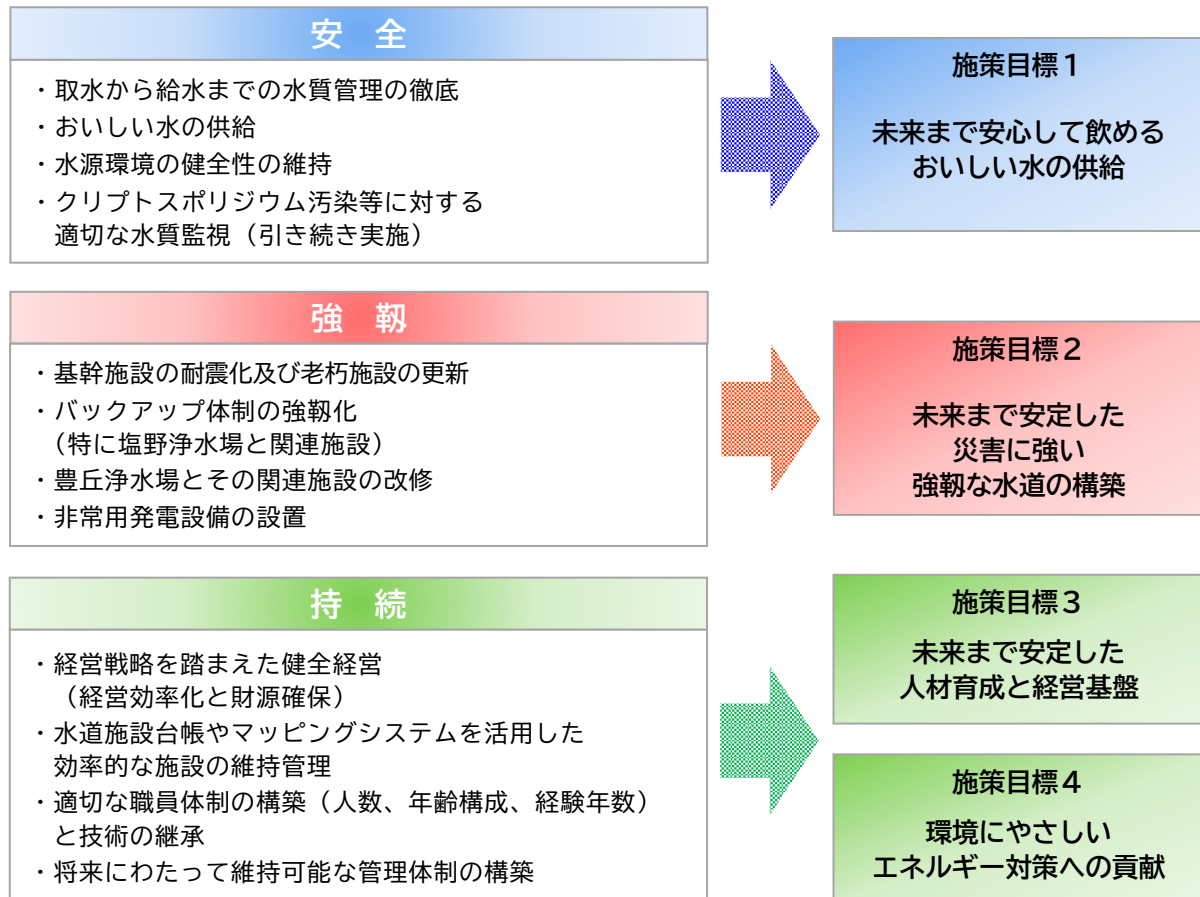 安 全
・取水から給水までの水質管理の徹底
・おいしい水の供給
・水源環境の健全性の維持
・クリプトスポリジウム汚染等に対する
適切な水質監視（引き続き実施）
施策目標１
未来まで安心して飲める
おいしい水の供給
強 靱
・基幹施設の耐震化及び老朽施設の更新
・バックアップ体制の強靱化
（特に塩野浄水場と関連施設）
・豊丘浄水場とその関連施設の改修
・非常用発電設備の設置
施策目標２
未来まで安定した
災害に強い
強靱な水道の構築
持 続
・経営戦略を踏まえた健全経営
（経営効率化と財源確保）
・水道施設台帳やマッピングシステムを活用した
効率的な施設の維持管理
・適切な職員体制の構築（人数、年齢構成、経験年数）
と技術の継承
・将来にわたって維持可能な管理体制の構築
施策目標３
未来まで安定した
人材育成と経営基盤
施策目標４
環境にやさしい
エネルギー対策への貢献